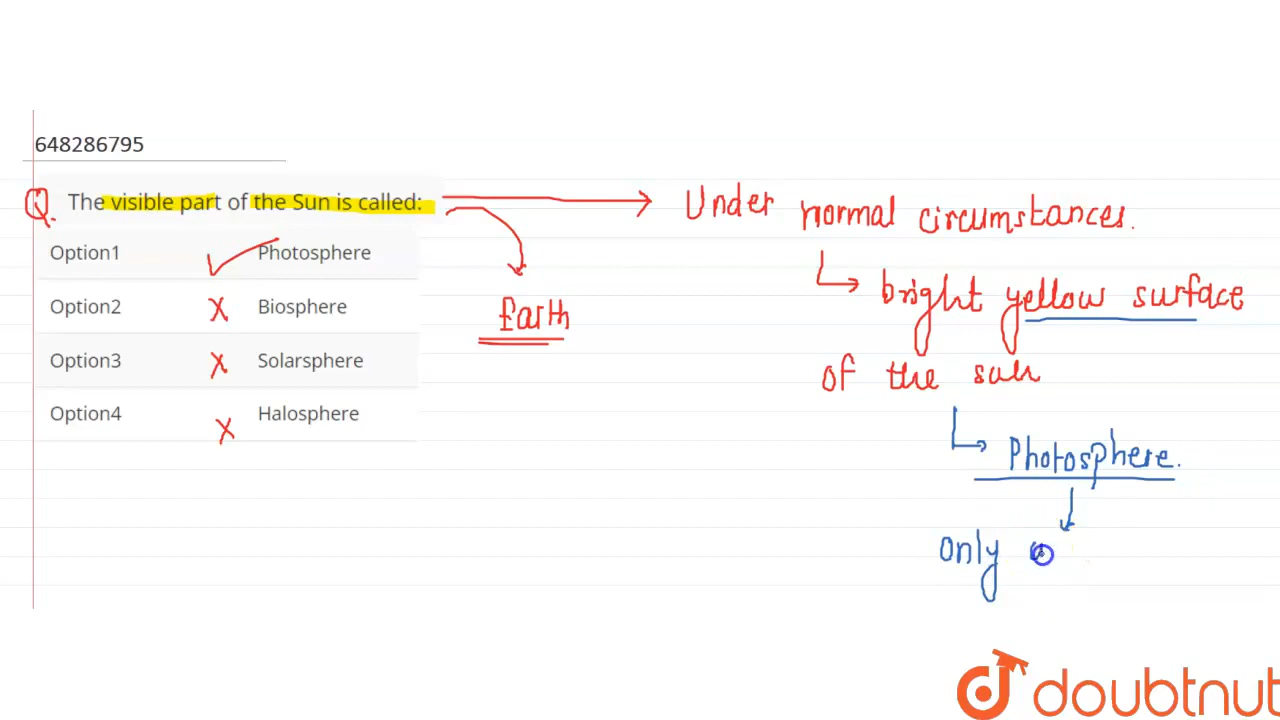 648286795
Q. The visible part of the Sun is called:
Option1 ✓ Photosphere
Option2 X Biosphere
Option3 X Solarsphere
Option4 X Halosphere
Earth
Under normal circumstances.
bright yellow surface
of the sun
Photosphere.
Only
doubtnut